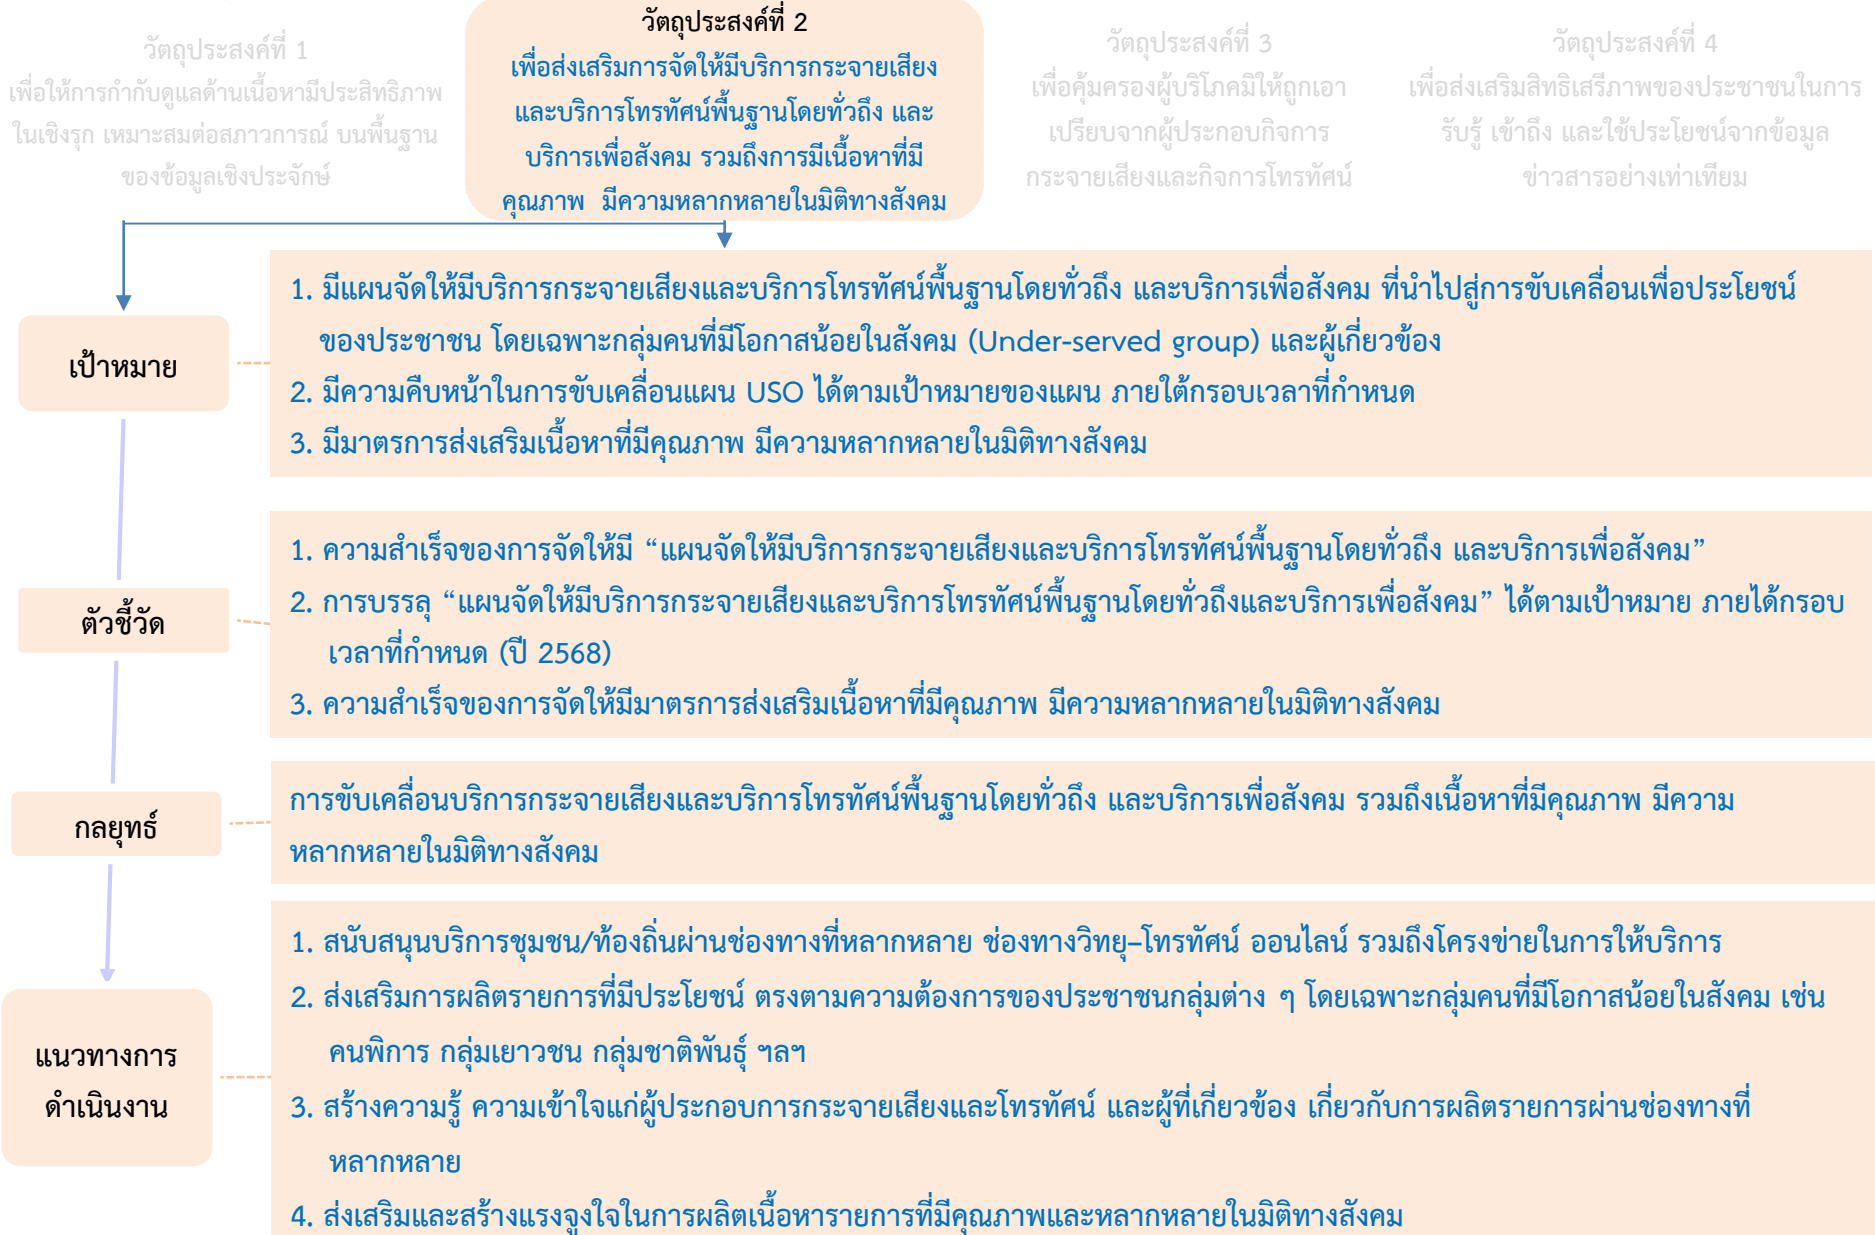 วัตถุประสงค์ที่ 1
เพื่อให้การกำกับดูแลด้านเนื้อหามีประสิทธิภาพ
ในเชิงรุก เหมาะสมต่อสภาวการณ์ บนพื้นฐาน
ของข้อมูลเชิงประจักษ์
วัตถุประสงค์ที่ 2
เพื่อส่งเสริมการจัดให้มีบริการกระจายเสียง
และบริการโทรทัศน์พื้นฐานโดยทั่วถึง และ
บริการเพื่อสังคม รวมถึงการมีเนื้อหาที่มี
คุณภาพ มีความหลากหลายในมิติทางสังคม
วัตถุประสงค์ที่ 3
เพื่อคุ้มครองผู้บริโภคมิให้ถูกเอา
เปรียบจากผู้ประกอบกิจการ
กระจายเสียงและกิจการโทรทัศน์
วัตถุประสงค์ที่ 4
เพื่อส่งเสริมสิทธิเสรีภาพของประชาชนในการ
รับรู้ เข้าถึง และใช้ประโยชน์จากข้อมูล
ข่าวสารอย่างเท่าเทียม
เป้าหมาย
1. มีแผนจัดให้มีบริการกระจายเสียงและบริการโทรทัศน์พื้นฐานโดยทั่วถึง และบริการเพื่อสังคม ที่นำไปสู่การขับเคลื่อนเพื่อประโยชน์
ของประชาชน โดยเฉพาะกลุ่มคนที่มีโอกาสน้อยในสังคม (Under-served group) และผู้เกี่ยวข้อง
2. มีความคืบหน้าในการขับเคลื่อนแผน USO ได้ตามเป้าหมายของแผน ภายใต้กรอบเวลาที่กำหนด
3. มีมาตรการส่งเสริมเนื้อหาที่มีคุณภาพ มีความหลากหลายในมิติทางสังคม
ตัวชี้วัด
1. ความสำเร็จของการจัดให้มี “แผนจัดให้มีบริการกระจายเสียงและบริการโทรทัศน์พื้นฐานโดยทั่วถึง และบริการเพื่อสังคม”
2. การบรรลุ “แผนจัดให้มีบริการกระจายเสียงและบริการโทรทัศน์พื้นฐานโดยทั่วถึงและบริการเพื่อสังคม” ได้ตามเป้าหมาย ภายได้กรอบ
เวลาที่กำหนด (ปี 2568)
3. ความสำเร็จของการจัดให้มีมาตรการส่งเสริมเนื้อหาที่มีคุณภาพ มีความหลากหลายในมิติทางสังคม
กลยุทธ์
การขับเคลื่อนบริการกระจายเสียงและบริการโทรทัศน์พื้นฐานโดยทั่วถึง และบริการเพื่อสังคม รวมถึงเนื้อหาที่มีคุณภาพ มีความ
หลากหลายในมิติทางสังคม
แนวทางการ
ดำเนินงาน
1. สนับสนุนบริการชุมชน/ท้องถิ่นผ่านช่องทางที่หลากหลาย ช่องทางวิทยุ–โทรทัศน์ ออนไลน์ รวมถึงโครงข่ายในการให้บริการ
2. ส่งเสริมการผลิตรายการที่มีประโยชน์ ตรงตามความต้องการของประชาชนกลุ่มต่าง ๆ โดยเฉพาะกลุ่มคนที่มีโอกาสน้อยในสังคม เช่น
คนพิการ กลุ่มเยาวชน กลุ่มชาติพันธุ์ ฯลฯ
3. สร้างความรู้ ความเข้าใจแก่ผู้ประกอบการกระจายเสียงและโทรทัศน์ และผู้ที่เกี่ยวข้อง เกี่ยวกับการผลิตรายการผ่านช่องทางที่
หลากหลาย
4. ส่งเสริมและสร้างแรงจูงใจในการผลิตเนื้อหารายการที่มีคุณภาพและหลากหลายในมิติทางสังคม